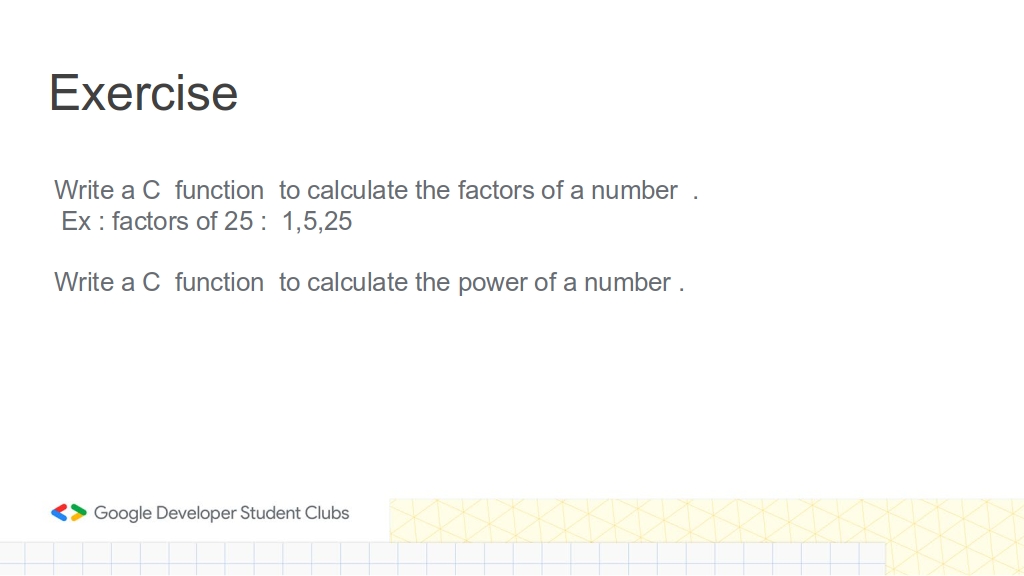 Exercise
Write a C  function  to calculate the factors of a number  .
Ex : factors of 25 :  1,5,25
Write a C  function  to calculate the power of a number .
Google Developer Student Clubs